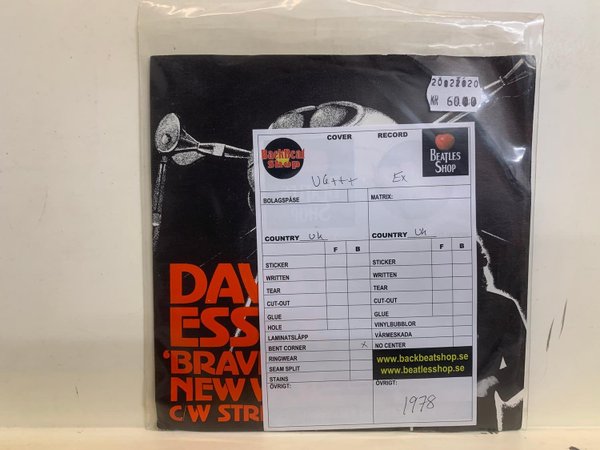 20022020
KR 60.00
COVER RECORD
BackBeat Shop
BEATLES SHOP
VG+++ EX
BOLAGSPÅSE MATRIX:
COUNTRY UK COUNTRY UK
F B F B
STICKER STICKER
WRITTEN WRITTEN
TEAR TEAR
CUT-OUT CUT-OUT
GLUE GLUE
HOLE VINYLBUBBLOR
LAMINATSLÄPP VÄRMESKADA
BENT CORNER X NO CENTER
RINGWEAR
SEAM SPLIT
STAINS
www.backbeatshop.se
www.beatlesshop.se
ÖVRIGT: ÖVRIGT:
1978
DAV
ESS
'BRAV
NEW W
C/W STR